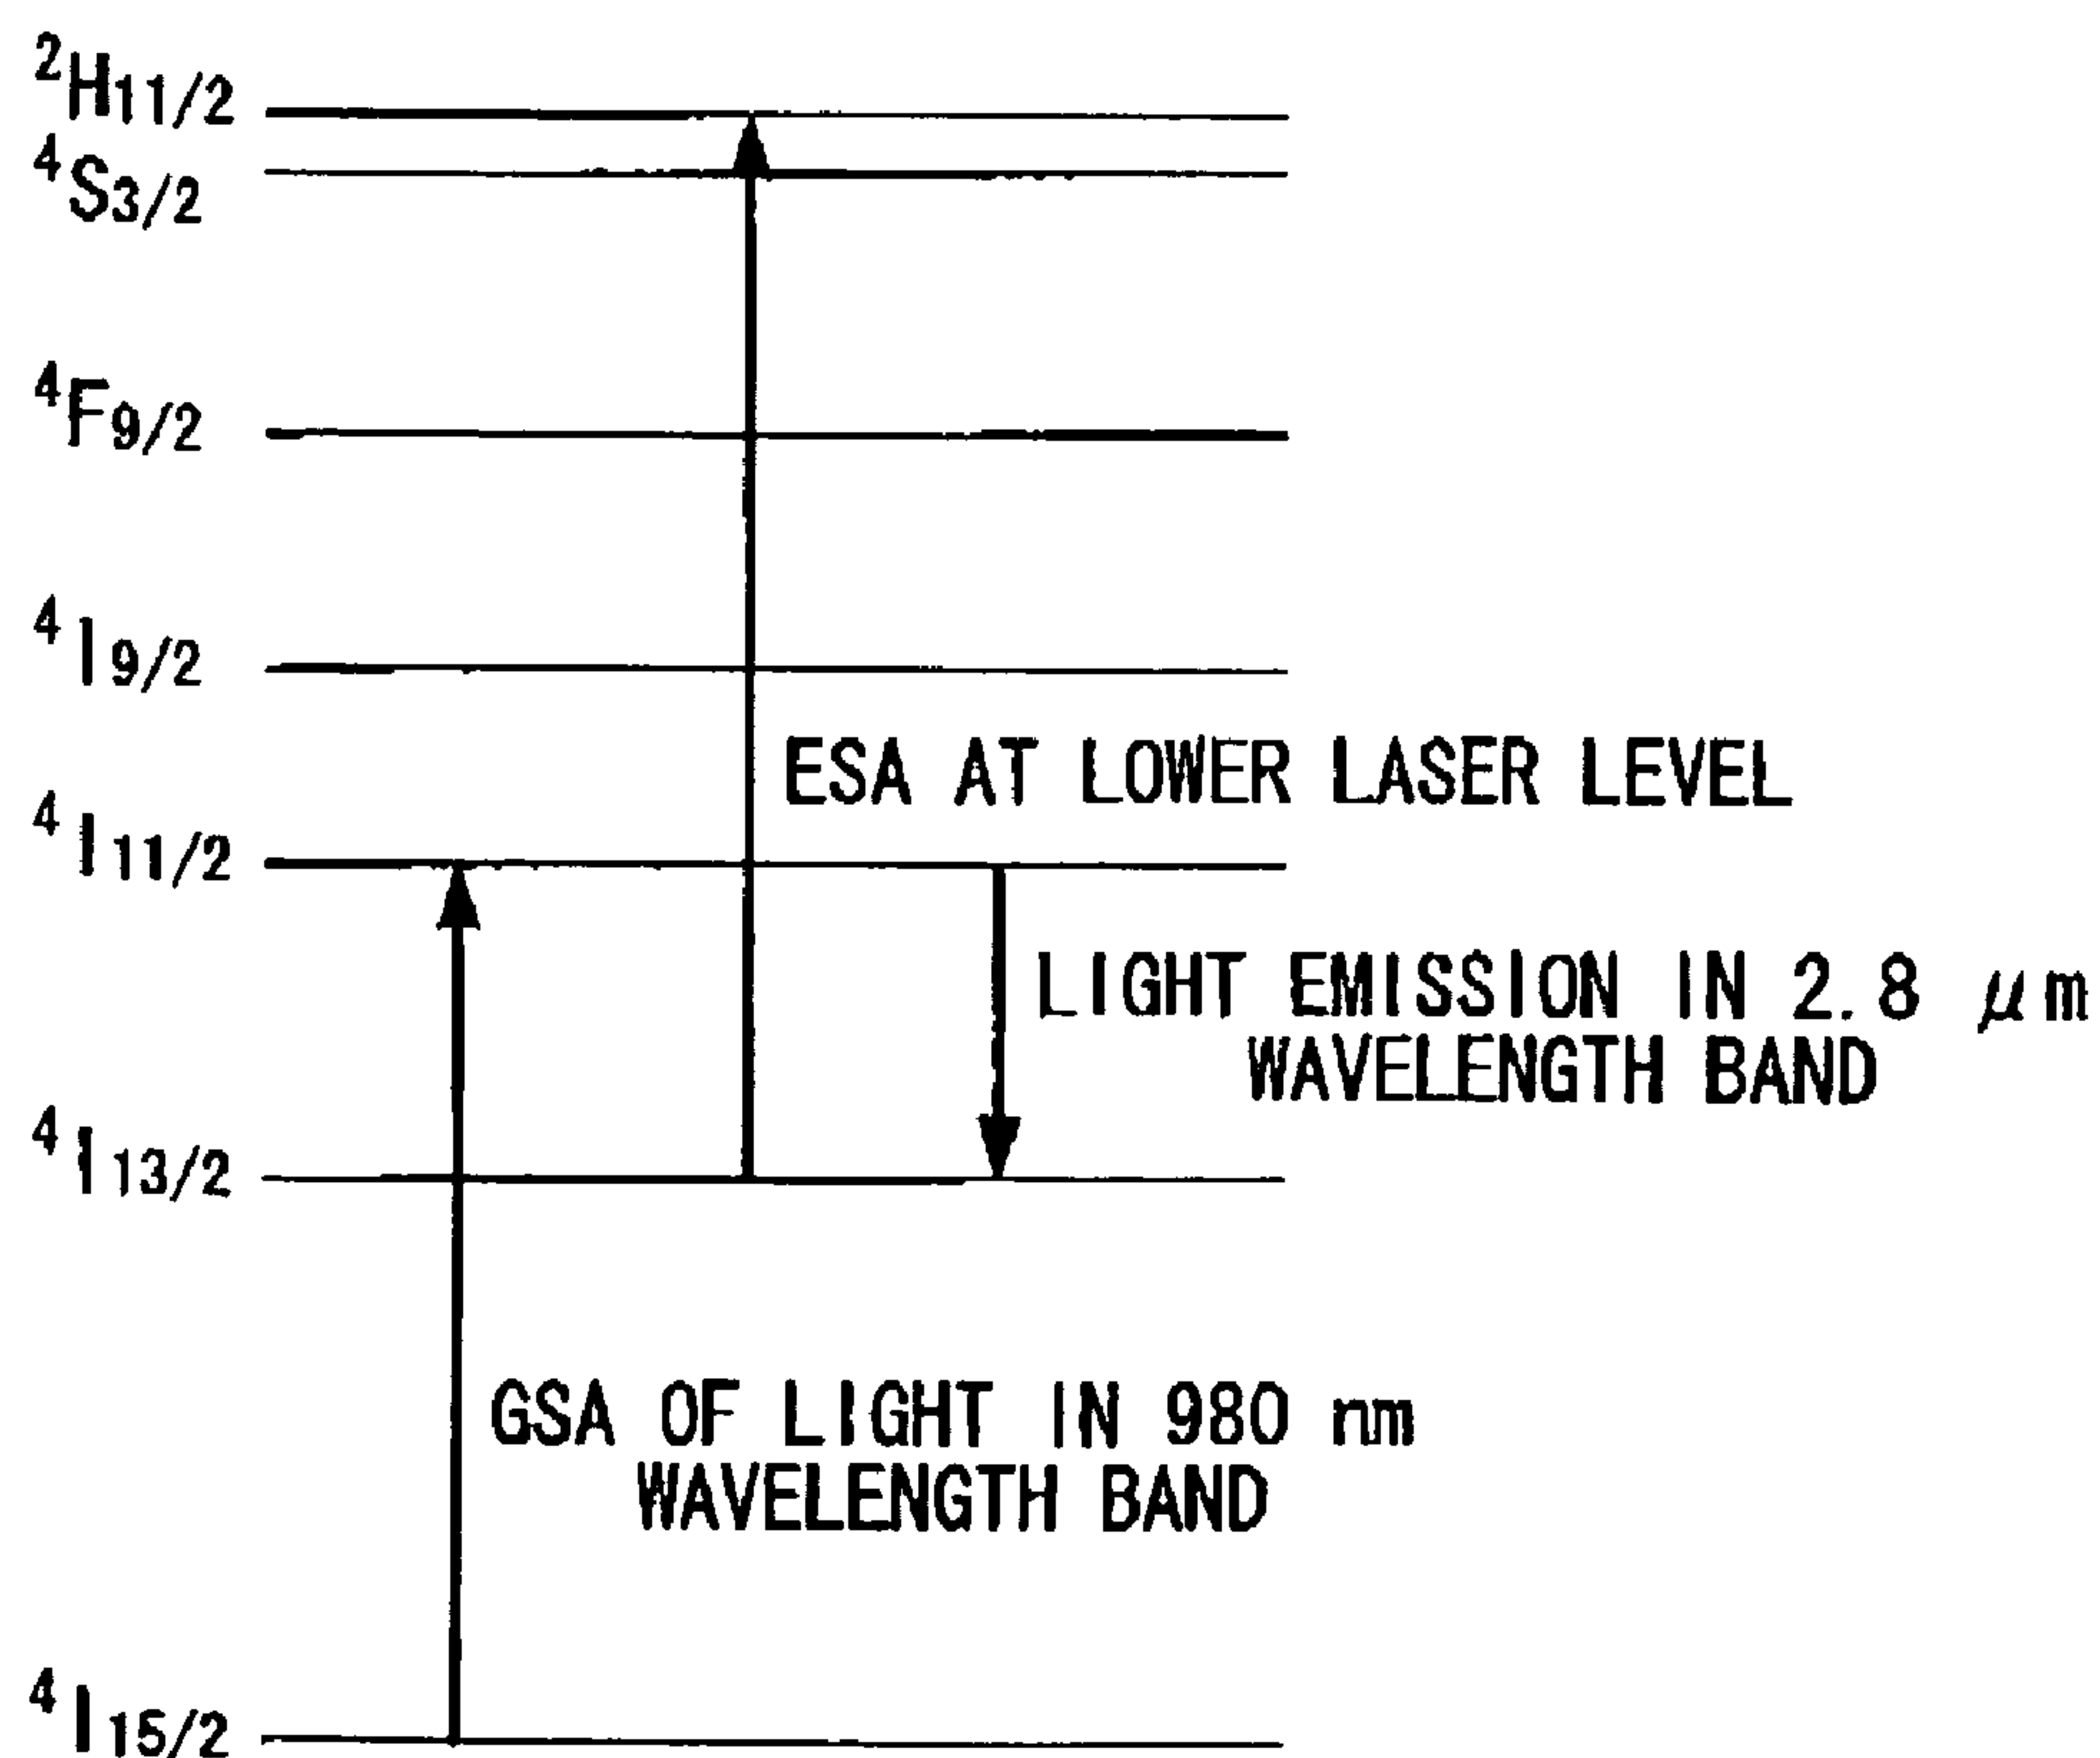 ²H11/2
⁴S3/2
⁴F9/2
⁴I9/2
ESA AT LOWER LASER LEVEL
⁴I11/2
LIGHT EMISSION IN 2.8 μm
WAVELENGTH BAND
⁴I13/2
GSA OF LIGHT IN 980 nm
WAVELENGTH BAND
⁴I15/2